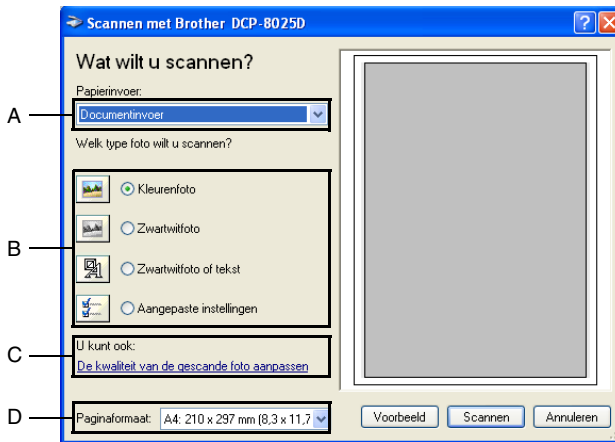 Scannen met Brother DCP-8025D
Wat wilt u scannen?
Papierinvoer:
A
Documentinvoer
Welk type foto wilt u scannen?
Kleurenfoto
Zwartwitfoto
B
Zwartwitfoto of tekst
Aangepaste instellingen
C
U kunt ook:
De kwaliteit van de gescande foto aanpassen
D
Paginaformaat: A4: 210 x 297 mm (8,3 x 11,7
Voorbeeld Scannen Annuleren